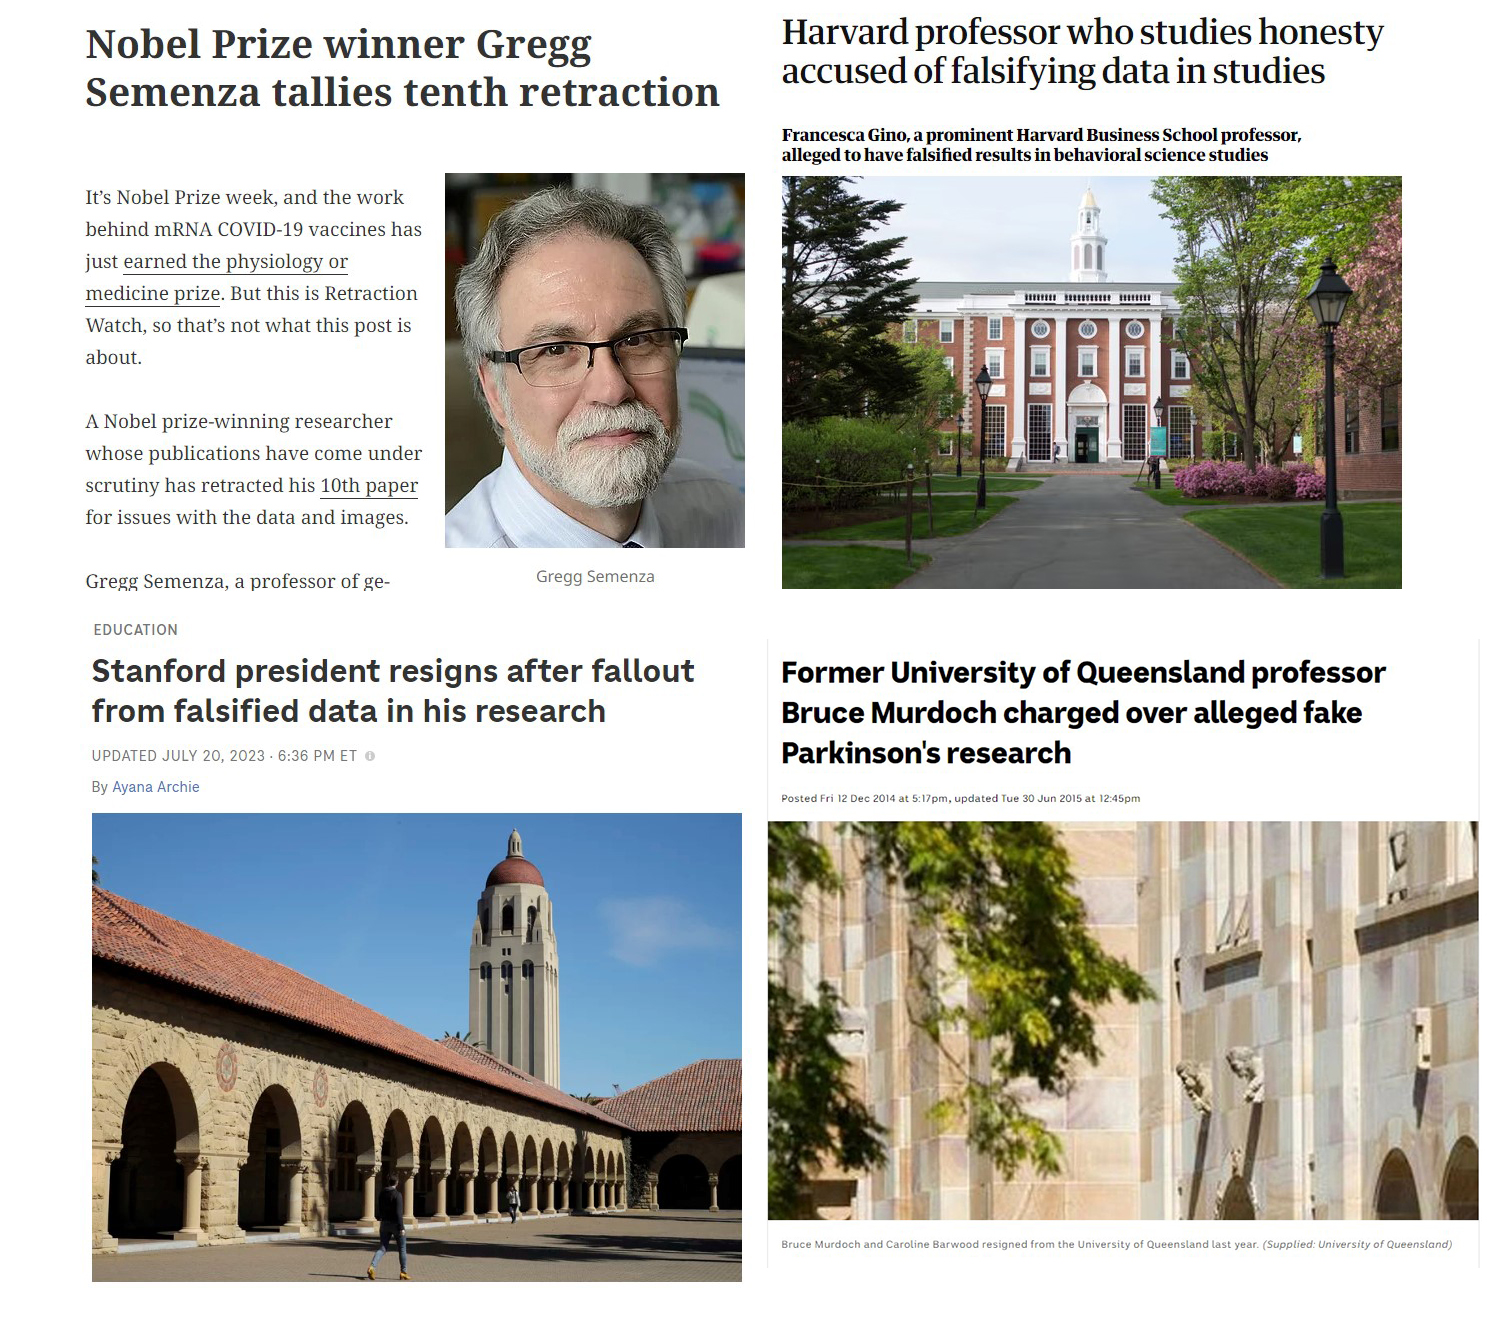 Nobel Prize winner Gregg
Semenza tallies tenth retraction
It’s Nobel Prize week, and the work
behind mRNA COVID-19 vaccines has
just earned the physiology or
medicine prize. But this is Retraction
Watch, so that’s not what this post is
about.
A Nobel prize-winning researcher
whose publications have come under
scrutiny has retracted his 10th paper
for issues with the data and images.
Gregg Semenza, a professor of ge-
Gregg Semenza
Harvard professor who studies honesty
accused of falsifying data in studies
Francesca Gino, a prominent Harvard Business School professor,
alleged to have falsified results in behavioral science studies
EDUCATION
Stanford president resigns after fallout
from falsified data in his research
UPDATED JULY 20, 2023 · 6:36 PM ET
By Ayana Archie
Former University of Queensland professor
Bruce Murdoch charged over alleged fake
Parkinson's research
Posted Fri 12 Dec 2014 at 5:17pm, updated Tue 30 Jun 2015 at 12:45pm
Bruce Murdoch and Caroline Barwood resigned from the University of Queensland last year. (Supplied: University of Queensland)